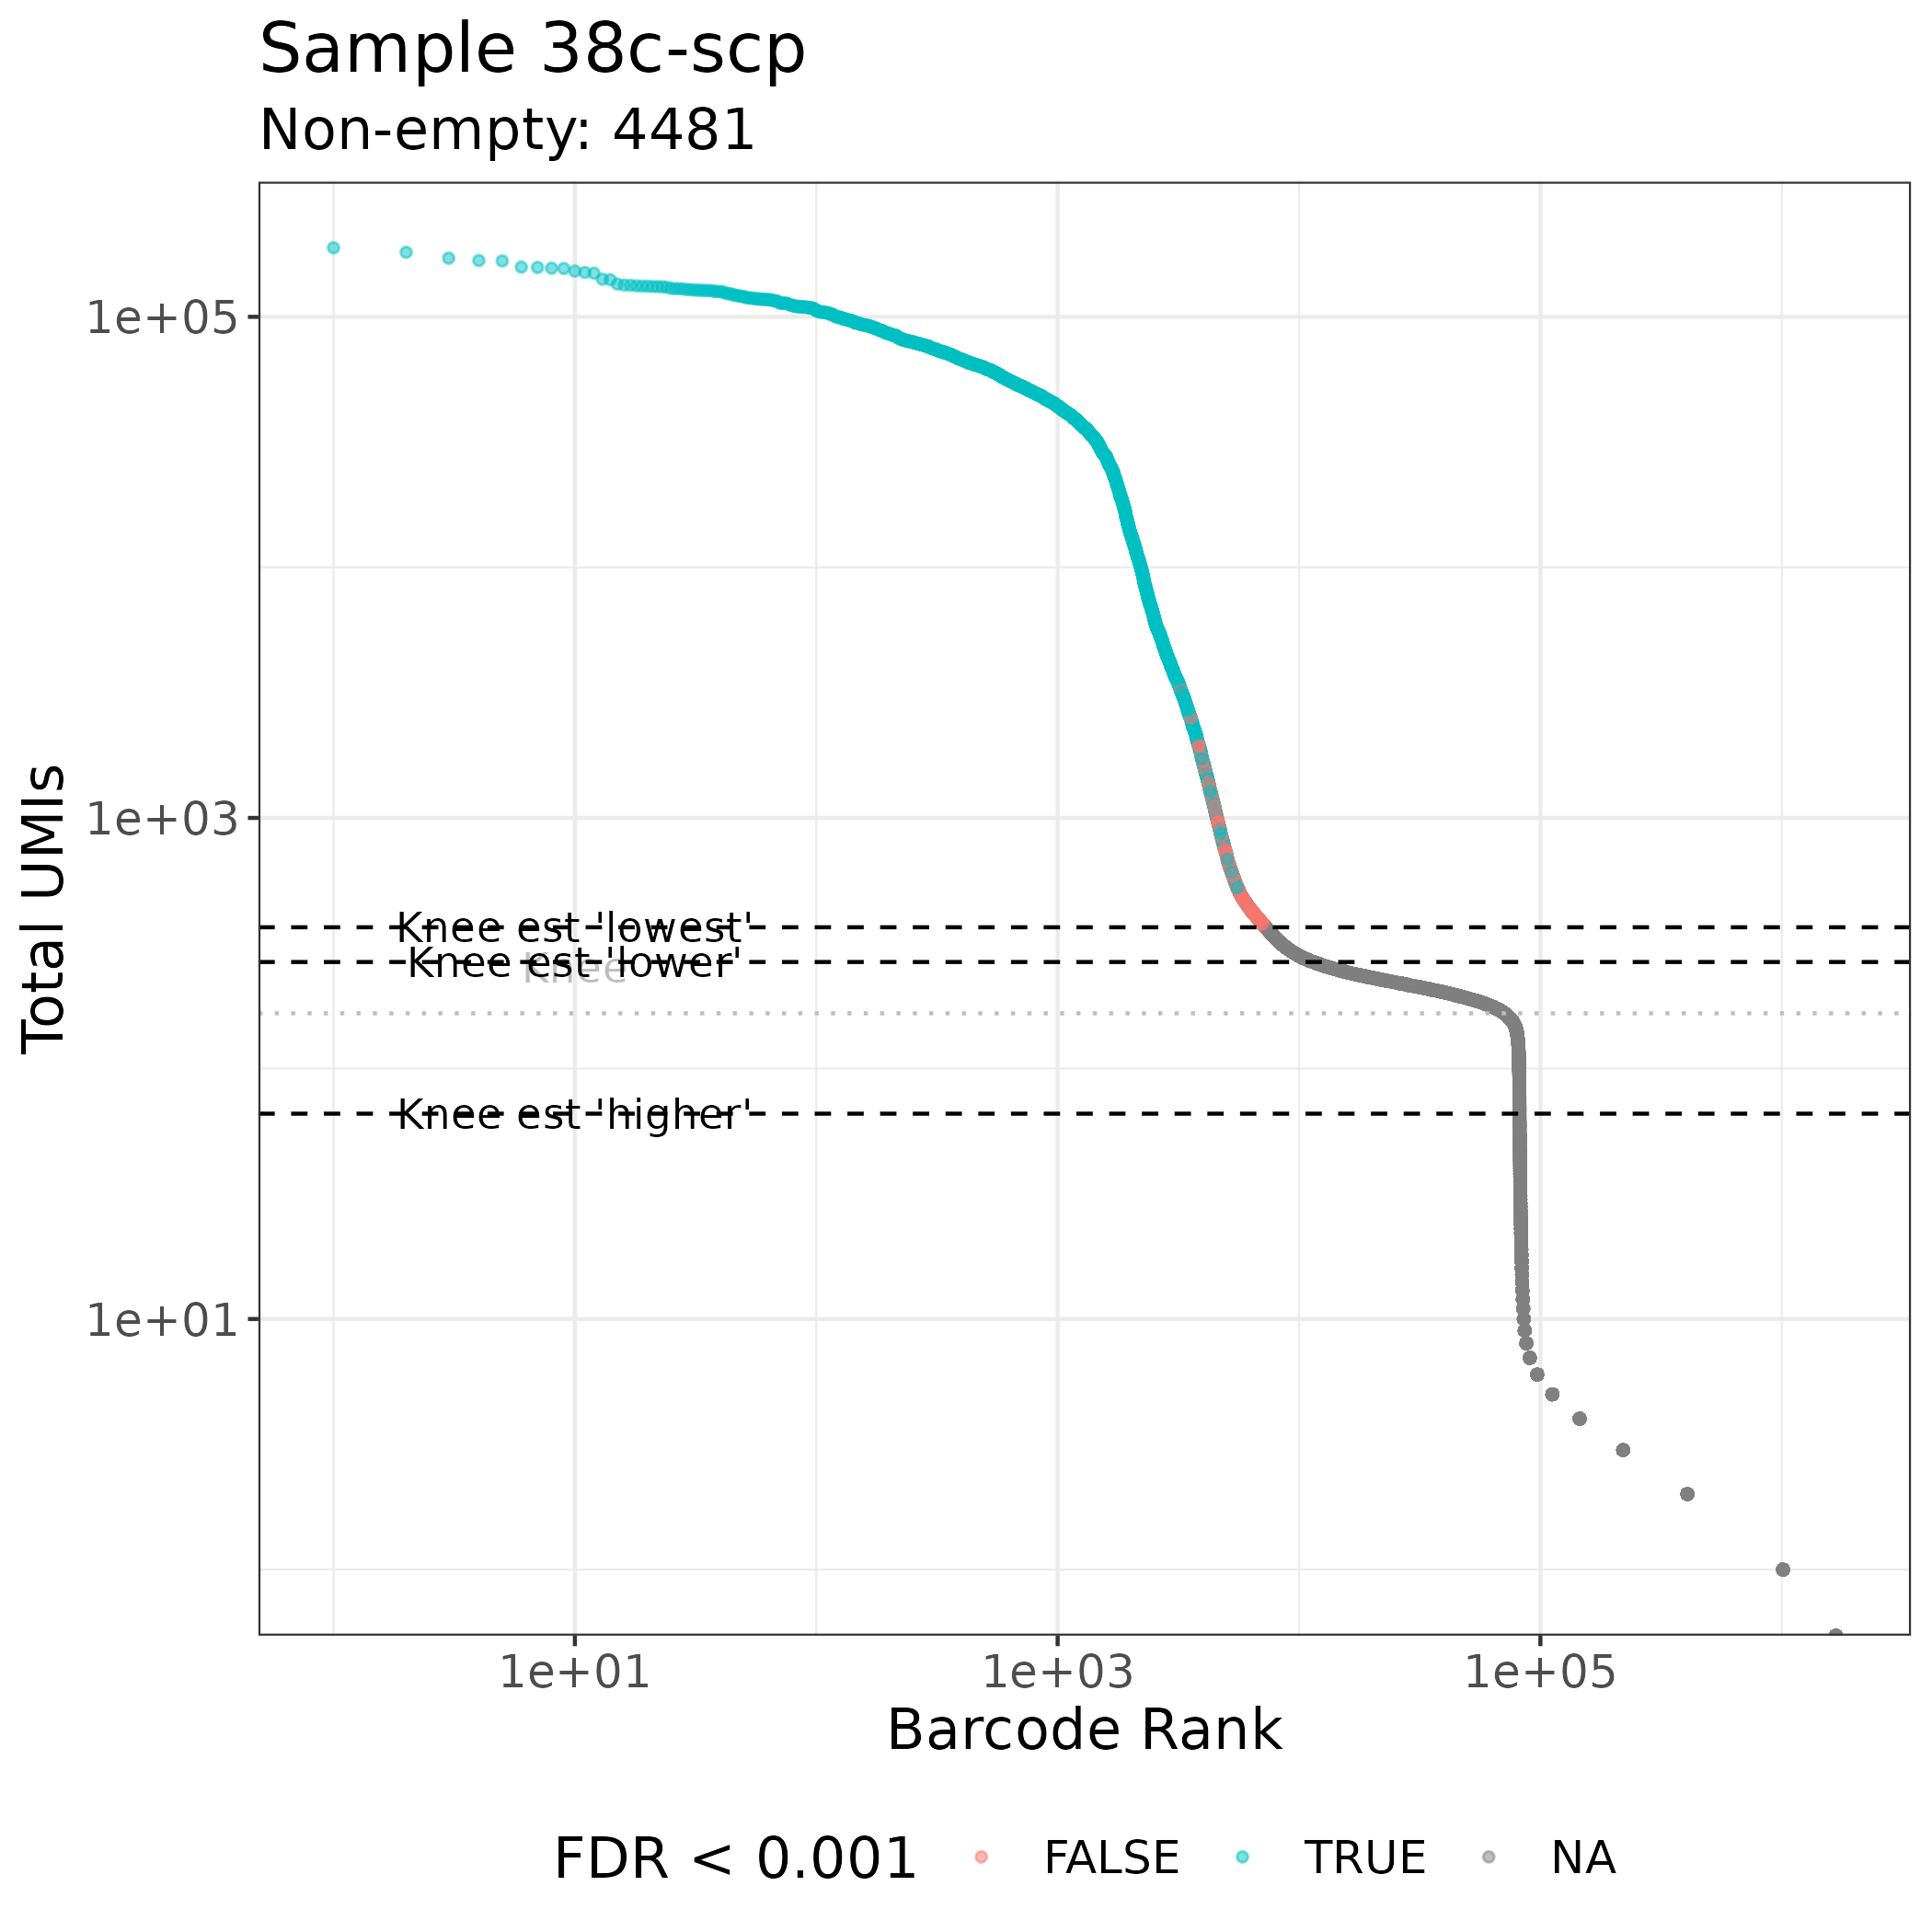 Sample 38c-scp
Non-empty: 4481
Total UMIs
1e+05
1e+03
Knee est 'lowest'
Knee est 'lower'
Knee
Knee est 'higher'
1e+01
1e+01 1e+03 1e+05
Barcode Rank
FDR < 0.001 FALSE TRUE NA